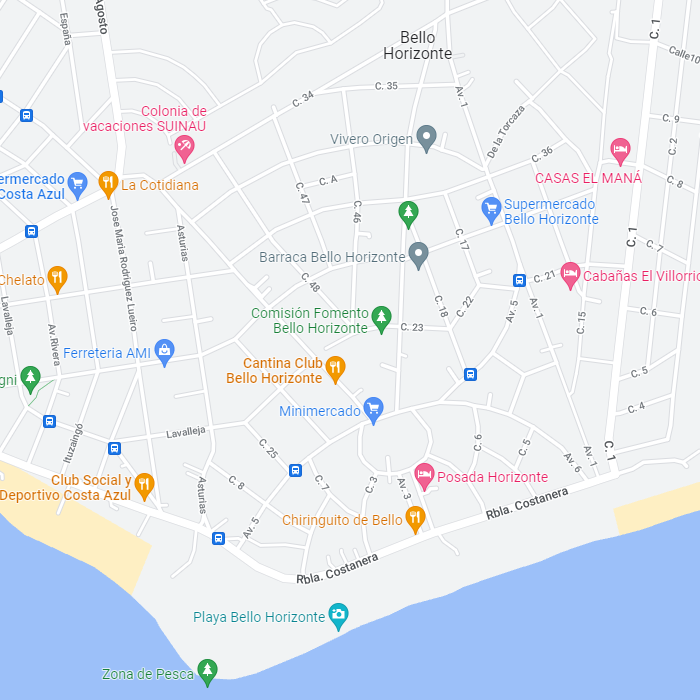 España
Agosto
Bello
Horizonte
C. 1
Calle10
C. 34
C. 35
Av. 1
De la Torcaza
Colonia de
vacaciones SUINAU
Vivero Origen
C. 9
C. 2
C. 36
CASAS EL MANÁ
C. 8
ermercado
Costa Azul
La Cotidiana
C. A
C. 47
C. 46
Supermercado
Bello Horizonte
Jose María Rodríguez Lueiro
Asturias
C. 17
C. 1
C. 7
Barraca Bello Horizonte
Chelato
C. 48
C. 21
Cabañas El Villorrio
Lavalleja
Av.Rivera
Comisión Fomento
Bello Horizonte
C. 23
C. 18
C. 22
Av. 5
Av. 1
C. 15
C. 6
Ferreteria AMI
Cantina Club
Bello Horizonte
gni
C. 5
Minimercado
C. 4
Ituzaingó
Lavalleja
C. 25
C. 6
C. 5
Av. 6
Av. 1
C. 1
Club Social y
Deportivo Costa Azul
Asturias
C. 8
C. 7
C. 3
Av. 3
Posada Horizonte
Av. 5
Chiringuito de Bello
Rbla. Costanera
Rbla. Costanera
Playa Bello Horizonte
Zona de Pesca